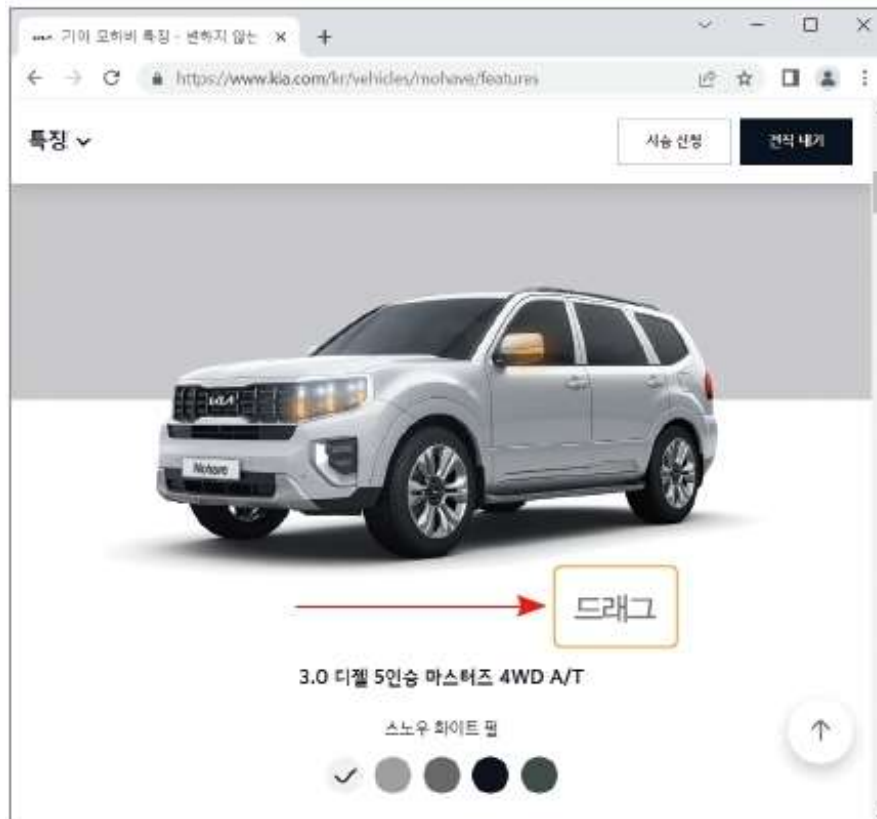 기아 모하비 특징 - 변하지 않는
https://www.kia.com/kr/vehicles/mohave/features
특징
시승 신청
견적 내기
KIA
Mohave
드래그
3.0 디젤 5인승 마스터즈 4WD A/T
스노우 화이트 펄